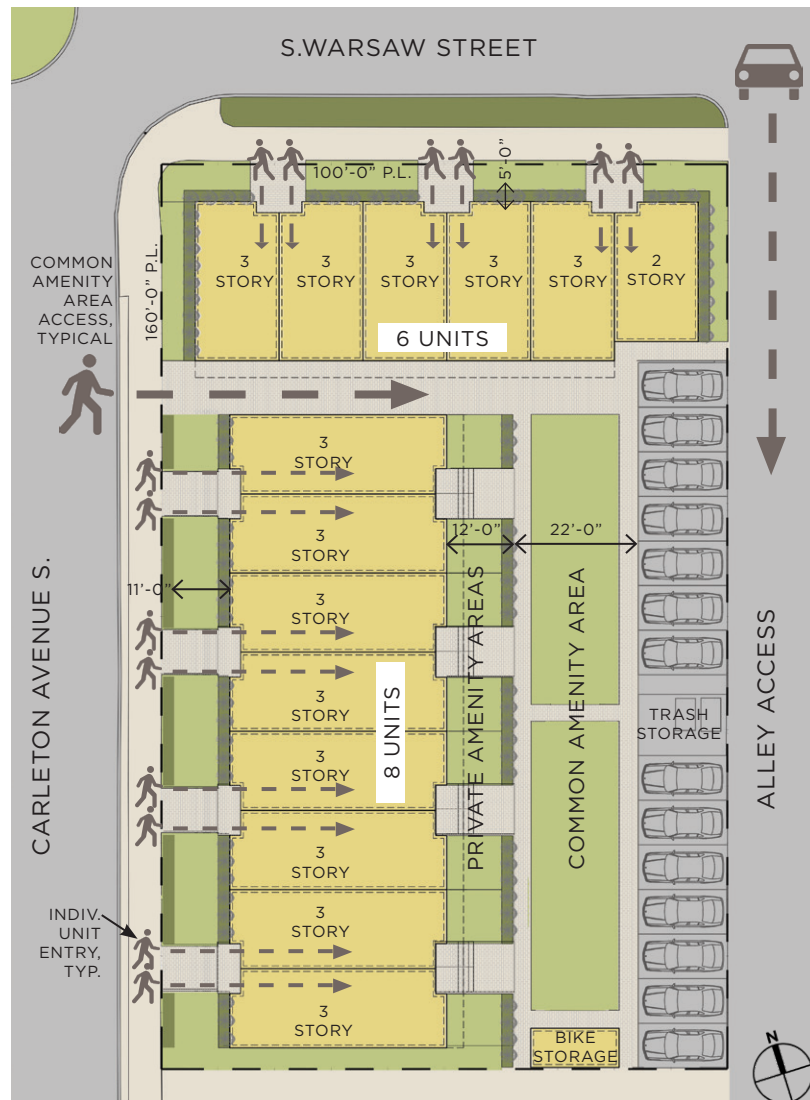 S.WARSAW STREET
100'-0" P.L.
5'-0"
160'-0" P.L.
COMMON
AMENITY
AREA
ACCESS,
TYPICAL
3
STORY
3
STORY
3
STORY
3
STORY
3
STORY
2
STORY
6 UNITS
3
STORY
3
STORY
3
STORY
3
STORY
3
STORY
3
STORY
3
STORY
3
STORY
8 UNITS
11'-0"
12'-0"
22'-0"
PRIVATE AMENITY AREAS
COMMON AMENITY AREA
TRASH
STORAGE
ALLEY ACCESS
CARLETON AVENUE S.
INDIV.
UNIT
ENTRY,
TYP.
BIKE
STORAGE
N